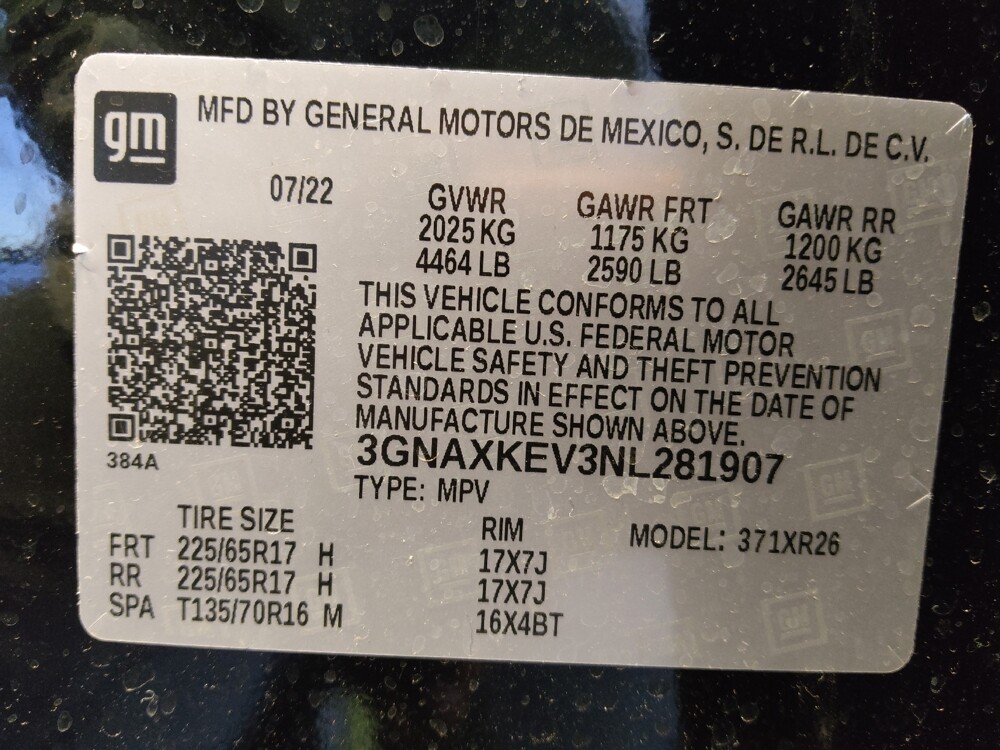 gm
MFD BY GENERAL MOTORS DE MEXICO, S. DE R.L. DE C.V.
07/22
GVWR GAWR FRT GAWR RR
2025 KG 1175 KG 1200 KG
4464 LB 2590 LB 2645 LB
THIS VEHICLE CONFORMS TO ALL
APPLICABLE U.S. FEDERAL MOTOR
VEHICLE SAFETY AND THEFT PREVENTION
STANDARDS IN EFFECT ON THE DATE OF
MANUFACTURE SHOWN ABOVE.
384A
3GNAXKEV3NL281907
TYPE: MPV
TIRE SIZE RIM MODEL: 371XR26
FRT 225/65R17 H 17X7J
RR 225/65R17 H 17X7J
SPA T135/70R16 M 16X4BT